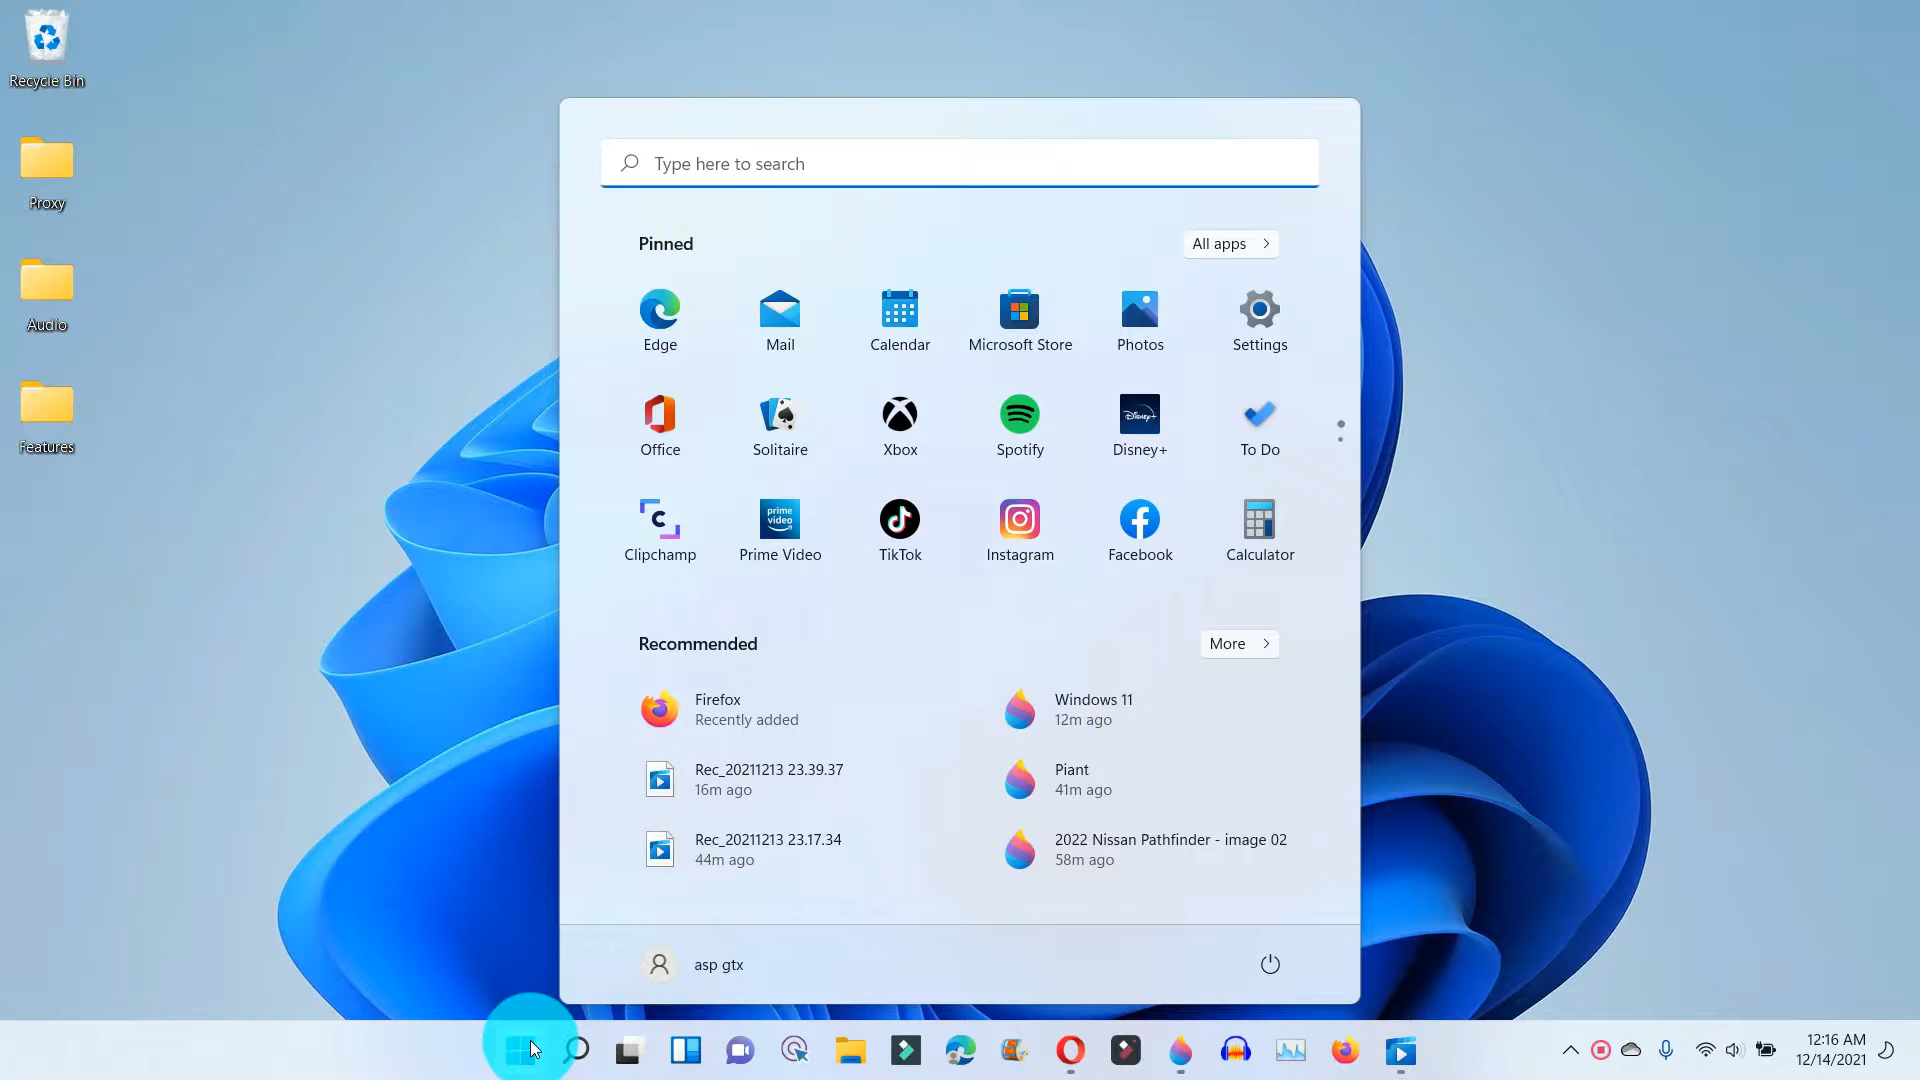 Recycle Bin
Proxy
Audio
Features
Type here to search
Pinned
All apps
Edge
Mail
Calendar
Microsoft Store
Photos
Settings
Office
Solitaire
Xbox
Spotify
Disney+
To Do
Clipchamp
Prime Video
TikTok
Instagram
Facebook
Calculator
Disney+
prime
video
Recommended
More
Firefox
Recently added
Windows 11
12m ago
Rec_20211213 23.39.37
16m ago
Piant
41m ago
Rec_20211213 23.17.34
44m ago
2022 Nissan Pathfinder - image 02
58m ago
asp gtx
12:16 AM
12/14/2021